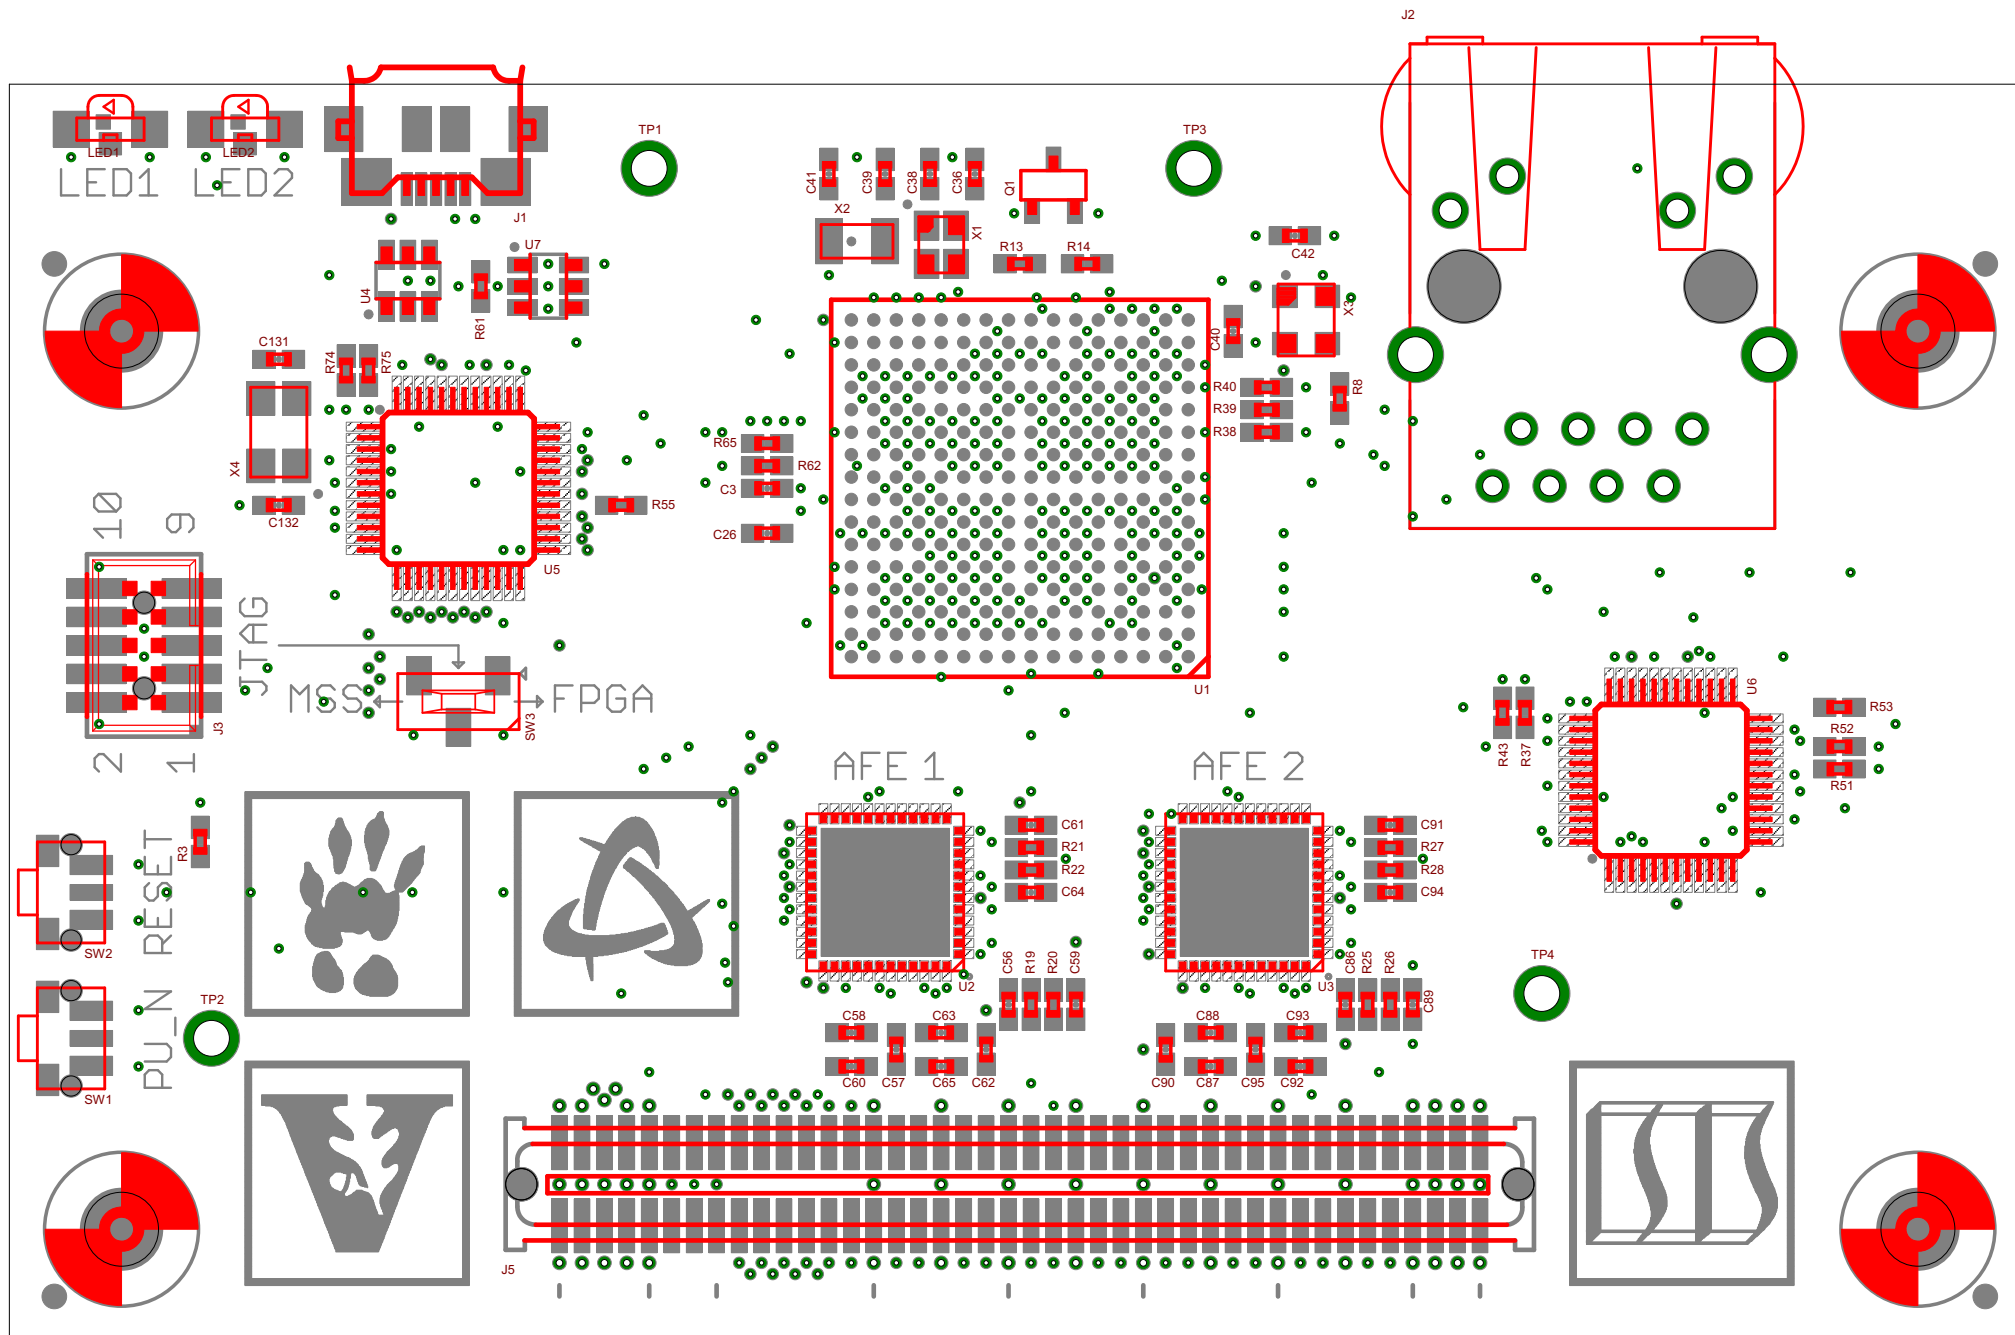 J2
LED1
LED2
LED1
LED2
J1
TP1
TP3
C41
C39
C38
C36
Q1
X2
X1
R13
R14
C42
U7
U4
R61
C40
X3
C131
R74
R75
R40
R39
R38
R8
X4
C132
R65
R62
C3
C26
R55
U5
U1
10
9
JTAG
J3
2
1
MSS
FPGA
SW3
AFE 1
AFE 2
R43
R37
U6
R53
R52
R51
R3
RESET
SW2
C61
R21
R22
C64
C91
R27
R28
C94
U2
U3
C56
R19
R20
C59
C86
R25
R26
C89
TP4
PU_N
TP2
SW1
C58
C63
C88
C93
C60
C57
C65
C62
C90
C87
C95
C92
V
J5